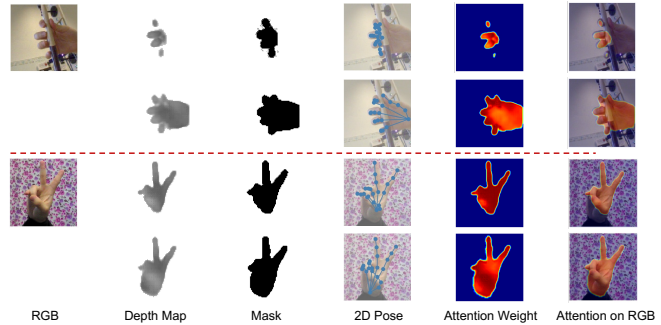 RGB
Depth Map
Mask
2D Pose
Attention Weight
Attention on RGB